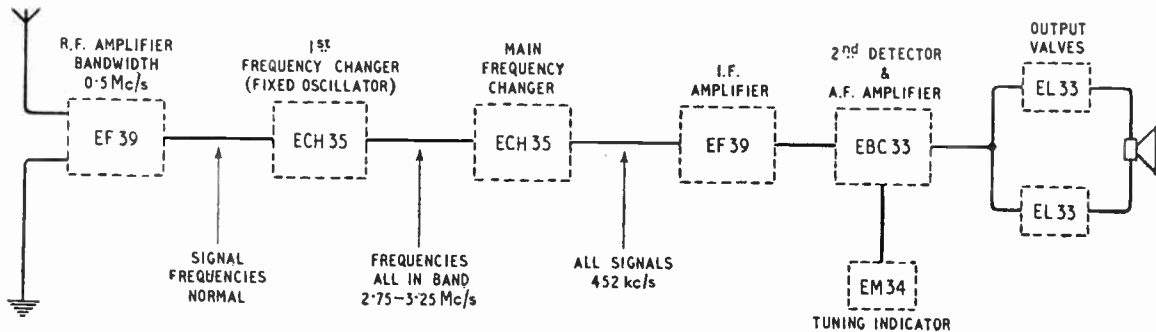 R.F. AMPLIFIER
BANDWIDTH
0·5 Mc/s
EF 39
1st
FREQUENCY CHANGER
(FIXED OSCILLATOR)
ECH 35
MAIN
FREQUENCY
CHANGER
ECH 35
I.F.
AMPLIFIER
EF 39
2nd DETECTOR
&
A.F. AMPLIFIER
EBC 33
OUTPUT
VALVES
EL 33
EL 33
SIGNAL
FREQUENCIES
NORMAL
FREQUENCIES
ALL IN BAND
2·75–3·25 Mc/s
ALL SIGNALS
452 kc/s
EM 34
TUNING INDICATOR